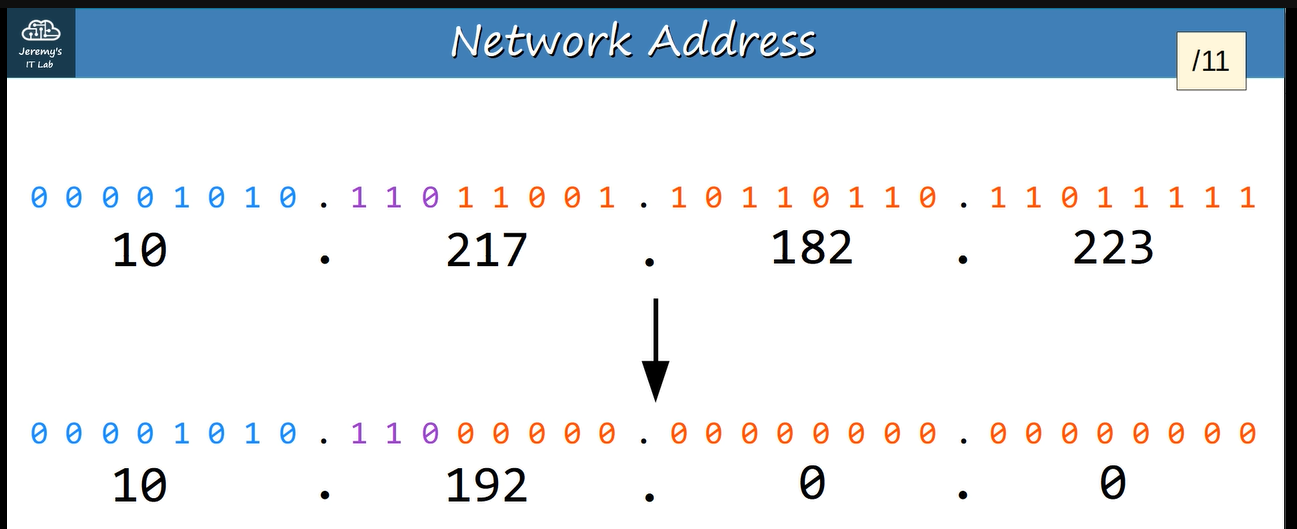 Jeremy's
IT Lab
Network Address
/11
0 0 0 0 1 0 1 0 . 1 1 0 1 1 0 0 1 . 1 0 1 1 0 1 1 0 . 1 1 0 1 1 1 1 1
10 . 217 . 182 . 223
0 0 0 0 1 0 1 0 . 1 1 0 0 0 0 0 0 . 0 0 0 0 0 0 0 0 . 0 0 0 0 0 0 0 0
10 . 192 . 0 . 0